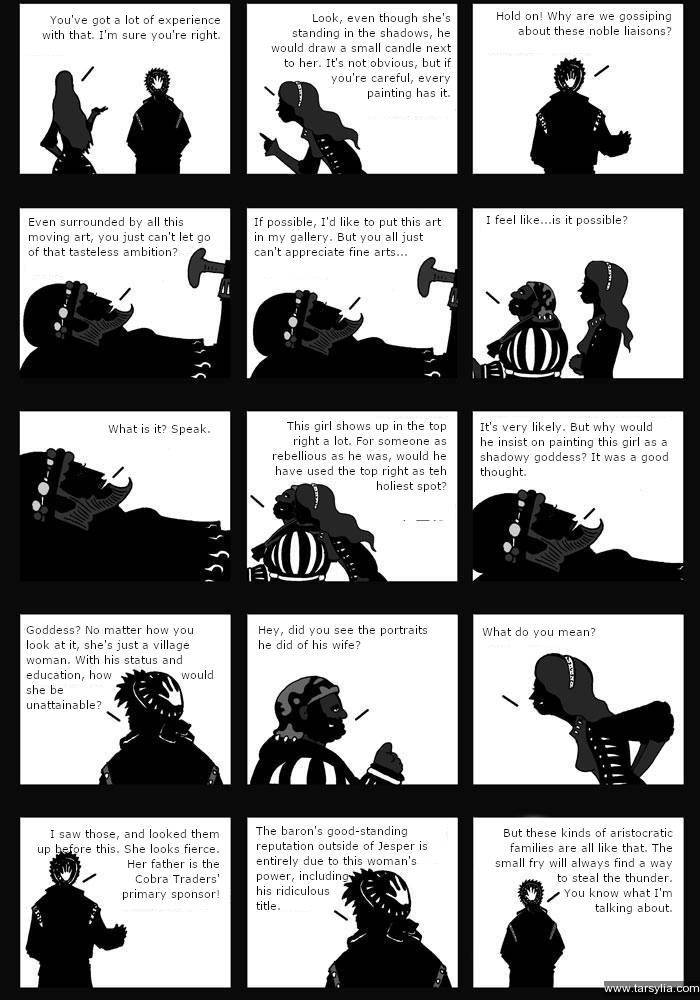 You've got a lot of experience
with that. I'm sure you're right.
Look, even though she's
standing in the shadows, he
would draw a small candle next
to her. It's not obvious, but if
you're careful, every
painting has it.
Hold on! Why are we gossiping
about these noble liaisons?
Even surrounded by all this
moving art, you just can't let go
of that tasteless ambition?
If possible, I'd like to put this art
in my gallery. But you all just
can't appreciate fine arts...
I feel like...is it possible?
What is it? Speak.
This girl shows up in the top
right a lot. For someone as
rebellious as he was, would he
have used the top right as teh
holiest spot?
It's very likely. But why would
he insist on painting this girl as a
shadowy goddess? It was a good
thought.
Goddess? No matter how you
look at it, she's just a village
woman. With his status and
education, how would
she be
unattainable?
Hey, did you see the portraits
he did of his wife?
What do you mean?
I saw those, and looked them
up before this. She looks fierce.
Her father is the
Cobra Traders'
primary sponsor!
The baron's good-standing
reputation outside of Jesper is
entirely due to this woman's
power, including
his ridiculous
title.
But these kinds of aristocratic
families are all like that. The
small fry will always find a way
to steal the thunder.
You know what I'm
talking about.
www.tarsylia.com